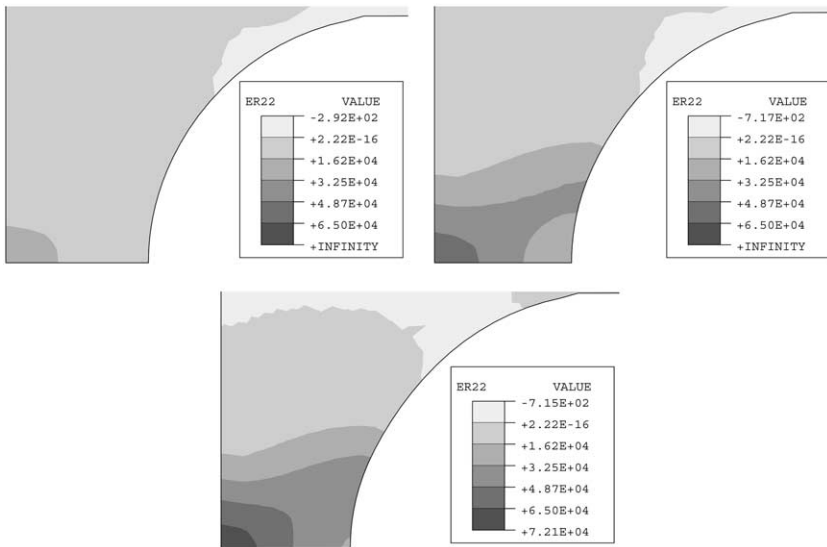 ER22 VALUE
-2.92E+02
+2.22E-16
+1.62E+04
+3.25E+04
+4.87E+04
+6.50E+04
+INFINITY
ER22 VALUE
-7.17E+02
+2.22E-16
+1.62E+04
+3.25E+04
+4.87E+04
+6.50E+04
+INFINITY
ER22 VALUE
-7.15E+02
+2.22E-16
+1.62E+04
+3.25E+04
+4.87E+04
+6.50E+04
+7.21E+04